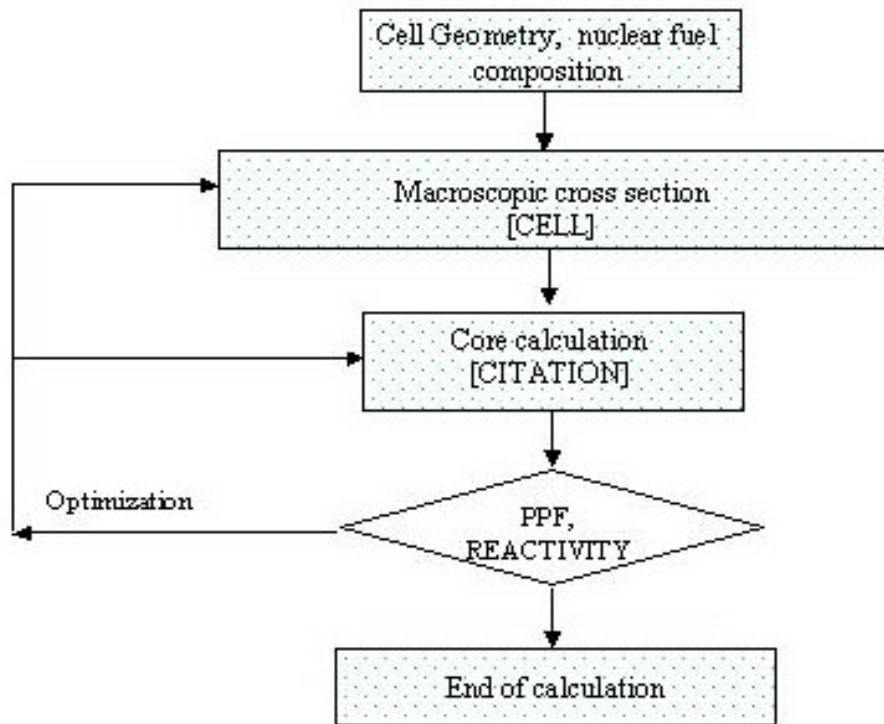 Cell Geometry, nuclear fuel
composition
Macroscopic cross section
[CELL]
Core calculation
[CITATION]
Optimization
PPF,
REACTIVITY
End of calculation